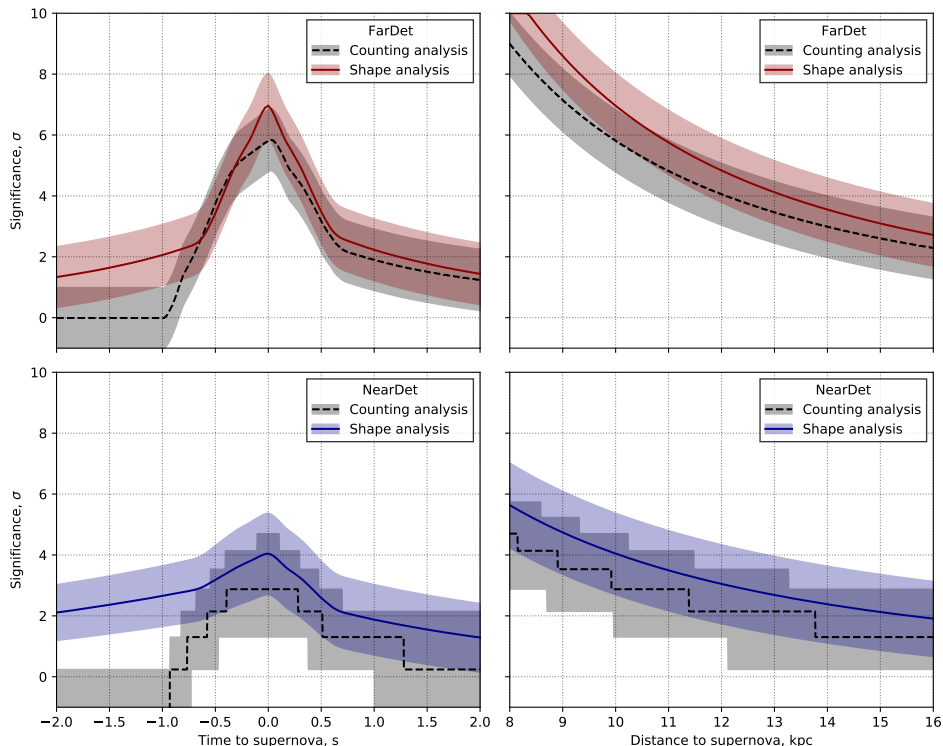 10
8
6
4
2
0
Significance, σ
FarDet
Counting analysis
Shape analysis
FarDet
Counting analysis
Shape analysis
10
8
6
4
2
0
Significance, σ
NearDet
Counting analysis
Shape analysis
NearDet
Counting analysis
Shape analysis
−2.0 −1.5 −1.0 −0.5 0.0 0.5 1.0 1.5 2.0
Time to supernova, s
8 9 10 11 12 13 14 15 16
Distance to supernova, kpc